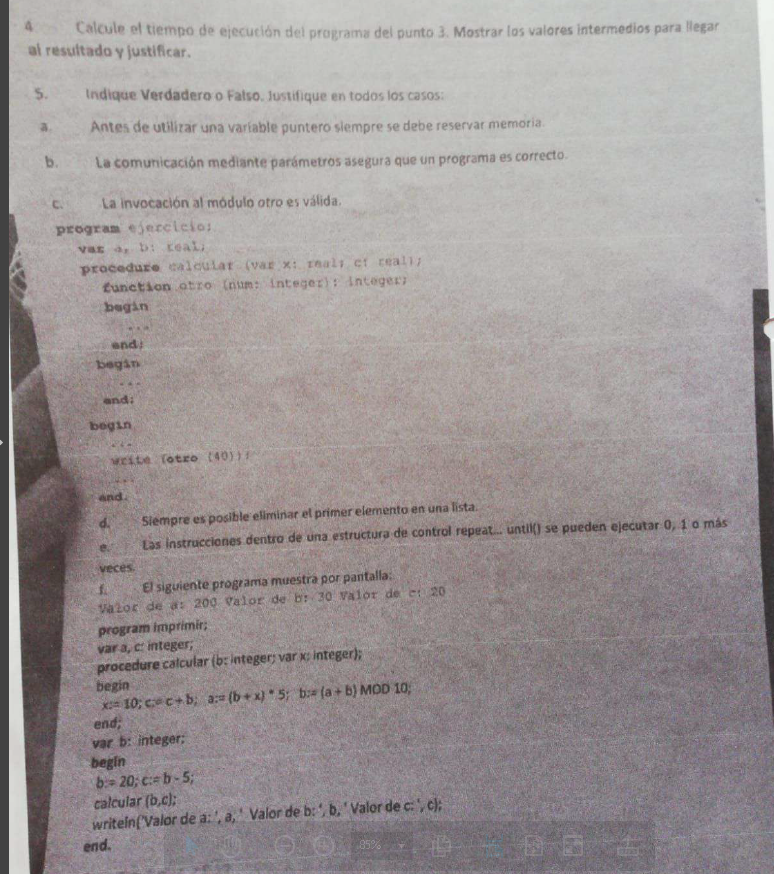 4 Calcule el tiempo de ejecución del programa del punto 3. Mostrar los valores intermedios para llegar
al resultado y justificar.
5. Indique Verdadero o Falso. Justifique en todos los casos:
a. Antes de utilizar una variable puntero siempre se debe reservar memoria.
b. La comunicación mediante parámetros asegura que un programa es correcto.
c. La invocación al módulo otro es válida.
program ejercicio;
var a, b: real;
procedure calcular (var x: real; c: real);
function otro (num: integer): integer;
begin
...
end;
begin
...
end;
begin
...
write (otro (40));
...
end.
d. Siempre es posible eliminar el primer elemento en una lista.
e. Las instrucciones dentro de una estructura de control repeat... until() se pueden ejecutar 0, 1 o más
veces.
f. El siguiente programa muestra por pantalla:
Valor de a: 200 Valor de b: 30 Valor de c: 20
program imprimir;
var a, c: integer;
procedure calcular (b: integer; var x: integer);
begin
x:= 10; c:= c + b; a:= (b + x) * 5; b:= (a + b) MOD 10;
end;
var b: integer;
begin
b:= 20; c:= b - 5;
calcular (b,c);
writeln('Valor de a: ', a, ' Valor de b: ', b, ' Valor de c: ', c);
end.